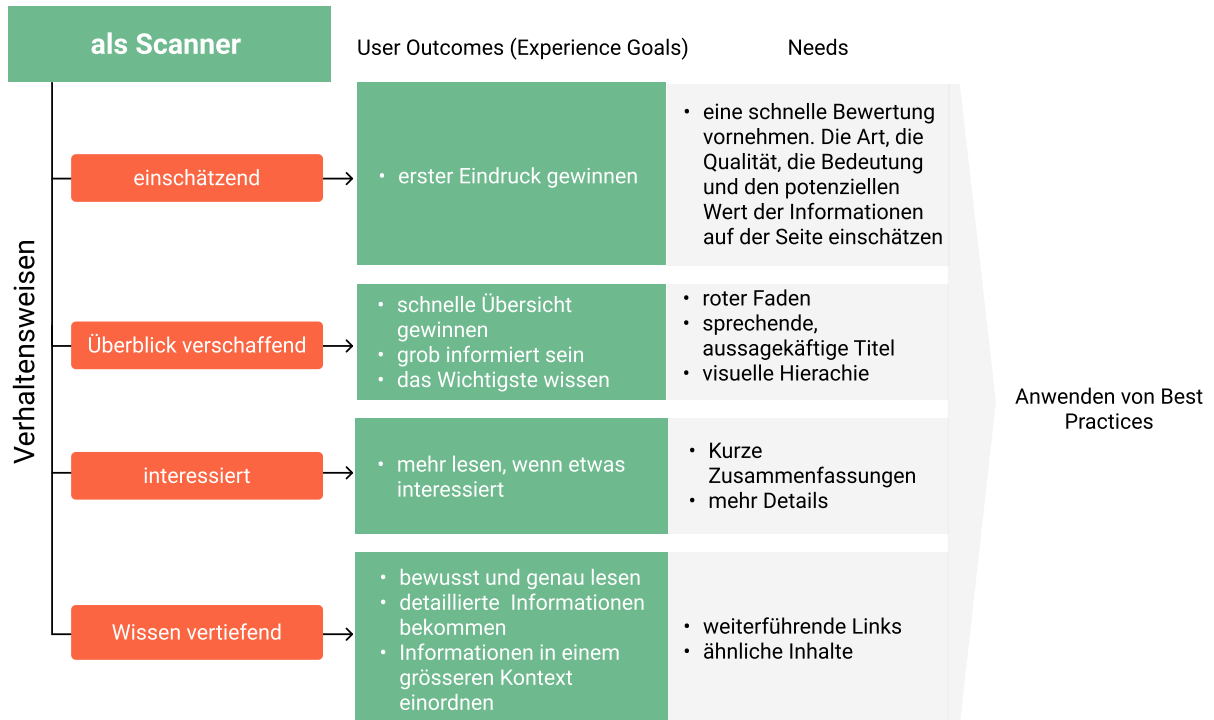 als Scanner
User Outcomes (Experience Goals)
Needs
Verhaltensweisen
einschätzend
• erster Eindruck gewinnen
• eine schnelle Bewertung
vornehmen. Die Art, die
Qualität, die Bedeutung
und den potenziellen
Wert der Informationen
auf der Seite einschätzen
Überblick verschaffend
• schnelle Übersicht
gewinnen
• grob informiert sein
• das Wichtigste wissen
• roter Faden
• sprechende,
aussagekäftige Titel
• visuelle Hierachie
interessiert
• mehr lesen, wenn etwas
interessiert
• Kurze
Zusammenfassungen
• mehr Details
Wissen vertiefend
• bewusst und genau lesen
• detaillierte Informationen
bekommen
• Informationen in einem
grösseren Kontext
einordnen
• weiterführende Links
• ähnliche Inhalte
Anwenden von Best
Practices